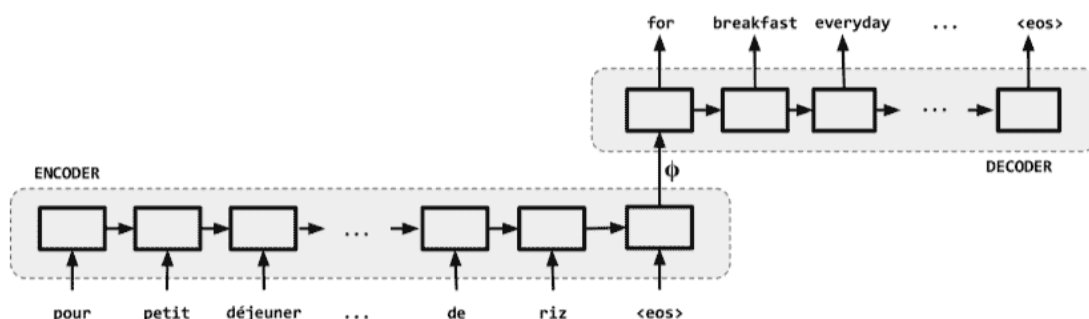 for breakfast everyday ... <eos>
DECODER
ϕ
ENCODER
...
...
pour petit déjeuner ... de riz <eos>